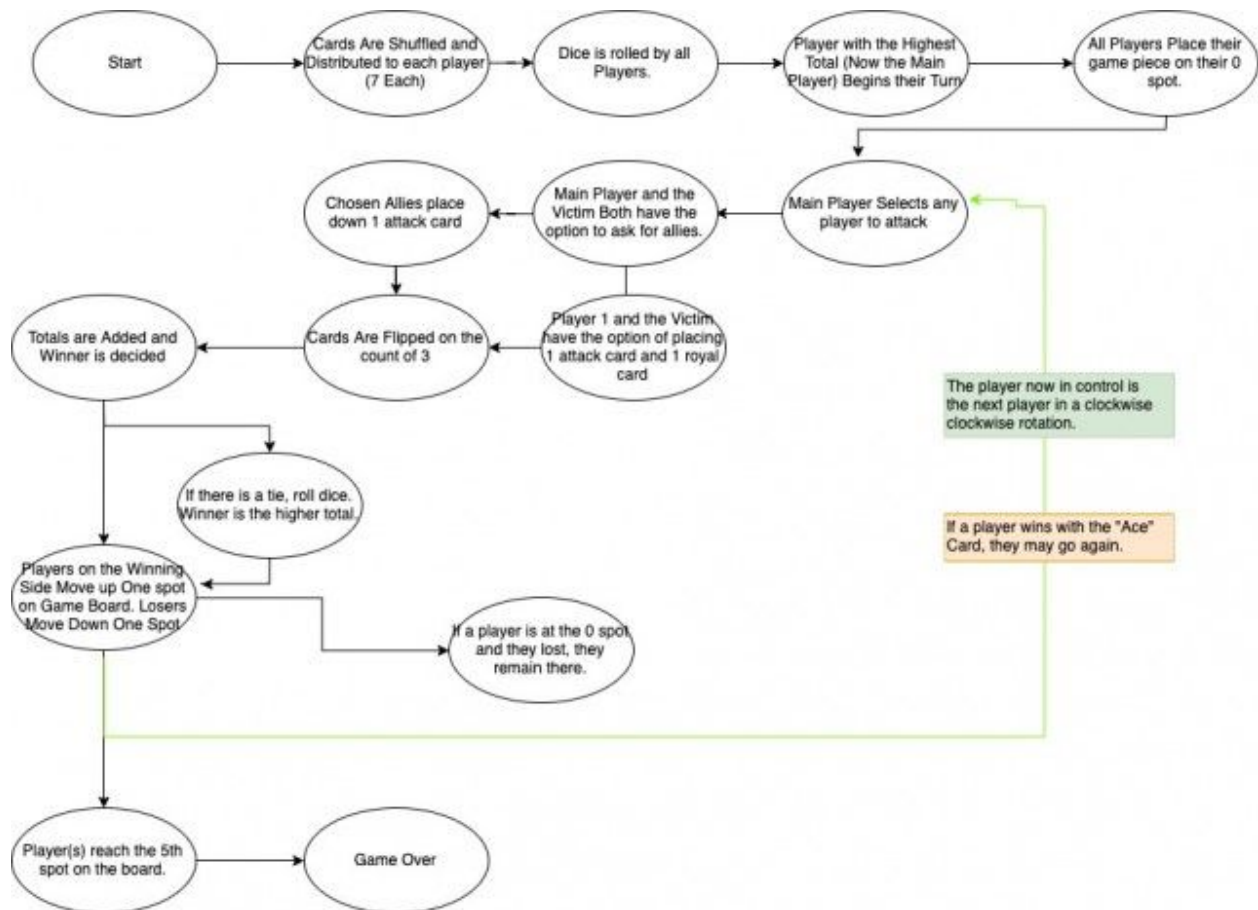 Start
Cards Are Shuffled and
Distributed to each player
(7 Each)
Dice is rolled by all
Players.
Player with the Highest
Total (Now the Main
Player) Begins their Turn
All Players Place their
game piece on their 0
spot.
Chosen Allies place
down 1 attack card
Main Player and the
Victim Both have the
option to ask for allies.
Main Player Selects any
player to attack
Totals are Added and
Winner is decided
Cards Are Flipped on the
count of 3
Player 1 and the Victim
have the option of placing
1 attack card and 1 royal
card
The player now in control is
the next player in a clockwise
clockwise rotation.
If there is a tie, roll dice.
Winner is the higher total.
If a player wins with the "Ace"
Card, they may go again.
Players on the Winning
Side Move up One spot
on Game Board. Losers
Move Down One Spot
If a player is at the 0 spot
and they lost, they
remain there.
Player(s) reach the 5th
spot on the board.
Game Over